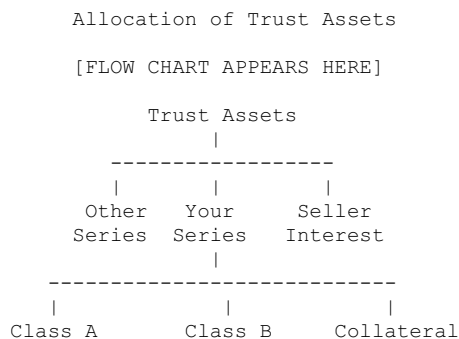 Allocation of Trust Assets
[FLOW CHART APPEARS HERE]
Trust Assets
|
------------------
| | |
Other Your Seller
Series Series Interest
|
----------------------------
| | |
Class A Class B Collateral